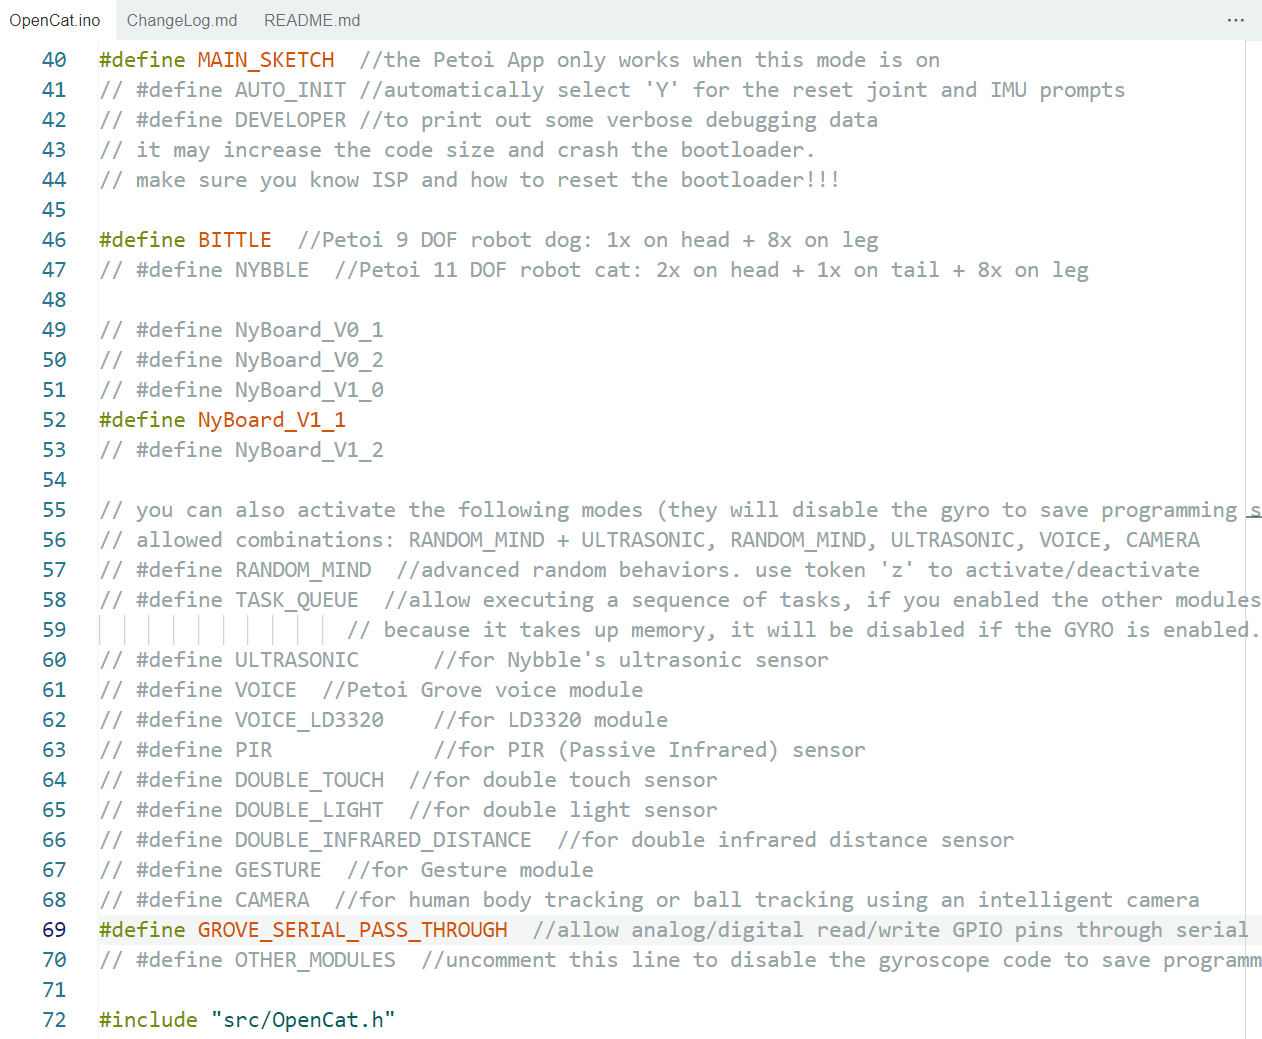 OpenCat.ino ChangeLog.md README.md ...
40 #define MAIN_SKETCH //the Petoi App only works when this mode is on
41 // #define AUTO_INIT //automatically select 'Y' for the reset joint and IMU prompts
42 // #define DEVELOPER //to print out some verbose debugging data
43 // it may increase the code size and crash the bootloader.
44 // make sure you know ISP and how to reset the bootloader!!!
45
46 #define BITTLE //Petoi 9 DOF robot dog: 1x on head + 8x on leg
47 // #define NYBBLE //Petoi 11 DOF robot cat: 2x on head + 1x on tail + 8x on leg
48
49 // #define NyBoard_V0_1
50 // #define NyBoard_V0_2
51 // #define NyBoard_V1_0
52 #define NyBoard_V1_1
53 // #define NyBoard_V1_2
54
55 // you can also activate the following modes (they will disable the gyro to save programming s
56 // allowed combinations: RANDOM_MIND + ULTRASONIC, RANDOM_MIND, ULTRASONIC, VOICE, CAMERA
57 // #define RANDOM_MIND //advanced random behaviors. use token 'z' to activate/deactivate
58 // #define TASK_QUEUE //allow executing a sequence of tasks, if you enabled the other modules
59 // because it takes up memory, it will be disabled if the GYRO is enabled.
60 // #define ULTRASONIC //for Nybble's ultrasonic sensor
61 // #define VOICE //Petoi Grove voice module
62 // #define VOICE_LD3320 //for LD3320 module
63 // #define PIR //for PIR (Passive Infrared) sensor
64 // #define DOUBLE_TOUCH //for double touch sensor
65 // #define DOUBLE_LIGHT //for double light sensor
66 // #define DOUBLE_INFRARED_DISTANCE //for double infrared distance sensor
67 // #define GESTURE //for Gesture module
68 // #define CAMERA //for human body tracking or ball tracking using an intelligent camera
69 #define GROVE_SERIAL_PASS_THROUGH //allow analog/digital read/write GPIO pins through serial
70 // #define OTHER_MODULES //uncomment this line to disable the gyroscope code to save programm
71
72 #include "src/OpenCat.h"